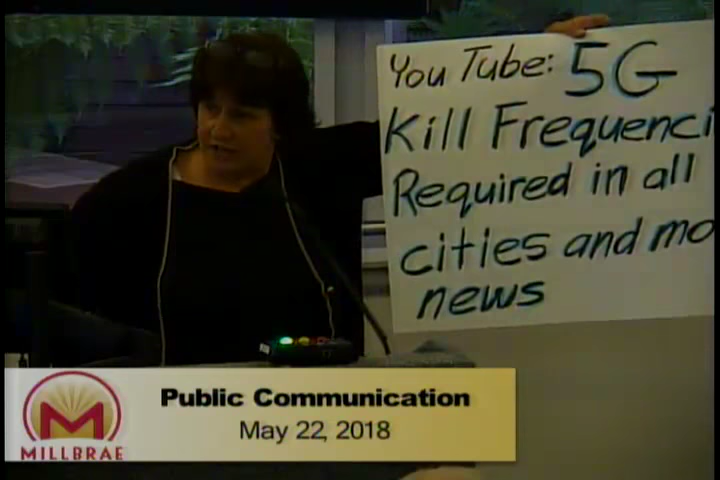 You Tube: 5G
Kill Frequenci
Required in all
cities and mo
news
Public Communication
May 22, 2018
M
MILLBRAE